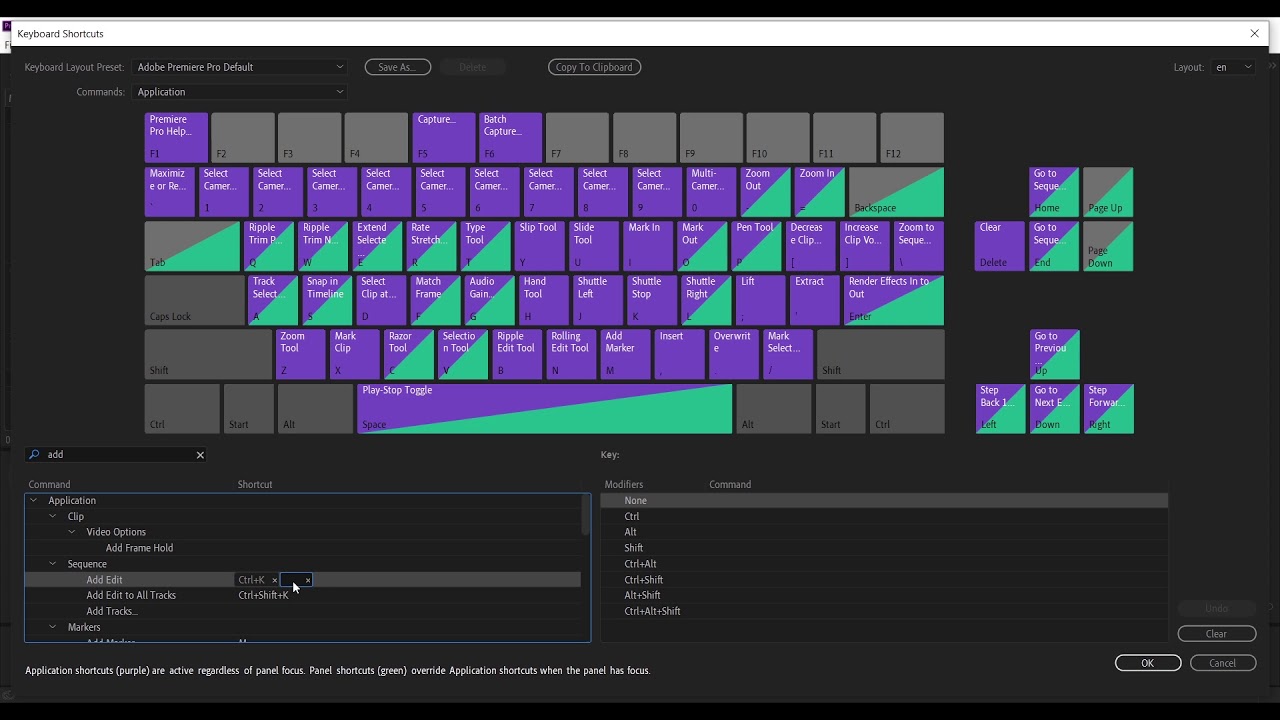 Keyboard Shortcuts
Keyboard Layout Preset: Adobe Premiere Pro Default Save As... Delete Copy To Clipboard Layout: en
Commands: Application
Premiere Pro Help... F1
F2
F3
F4
Capture... F5
Batch Capture... F6
F7
F8
F9
F10
F11
F12
Maximiz e or Re... `
Select Camer... 1
Select Camer... 2
Select Camer... 3
Select Camer... 4
Select Camer... 5
Select Camer... 6
Select Camer... 7
Select Camer... 8
Select Camer... 9
Multi-Camer... 0
Zoom Out -
Zoom In =
Backspace
Go to Seque... Home
Page Up
Tab
Ripple Trim P... Q
Ripple Trim N... W
Extend Selecte ... E
Rate Stretch... R
Type Tool T
Slip Tool Y
Slide Tool U
Mark In I
Mark Out O
Pen Tool P
Decreas e Clip... [
Increase Clip Vo... ]
Zoom to Seque... \
Clear Delete
Go to Seque... End
Page Down
Caps Lock
Track Select... A
Snap in Timeline S
Select Clip at... D
Match Frame F
Audio Gain... G
Hand Tool H
Shuttle Left J
Shuttle Stop K
Shuttle Right L
Lift ;
Extract '
Render Effects In to Out Enter
Shift
Zoom Tool Z
Mark Clip X
Razor Tool C
Selectio n Tool V
Ripple Edit Tool B
Rolling Edit Tool N
Add Marker M
Insert ,
Overwrit e .
Mark Select... /
Shift
Go to Previou ... Up
Ctrl
Start
Alt
Play-Stop Toggle Space
Alt
Start
Ctrl
Step Back 1... Left
Go to Next E... Down
Step Forwar... Right
add
Key:
Command Shortcut
Modifiers Command
Application
Clip
Video Options
Add Frame Hold
Sequence
Add Edit Ctrl+K
Add Edit to All Tracks Ctrl+Shift+K
Add Tracks...
Markers
Add Marker M
None
Ctrl
Alt
Shift
Ctrl+Alt
Ctrl+Shift
Alt+Shift
Ctrl+Alt+Shift
Undo
Clear
Application shortcuts (purple) are active regardless of panel focus. Panel shortcuts (green) override Application shortcuts when the panel has focus.
OK Cancel